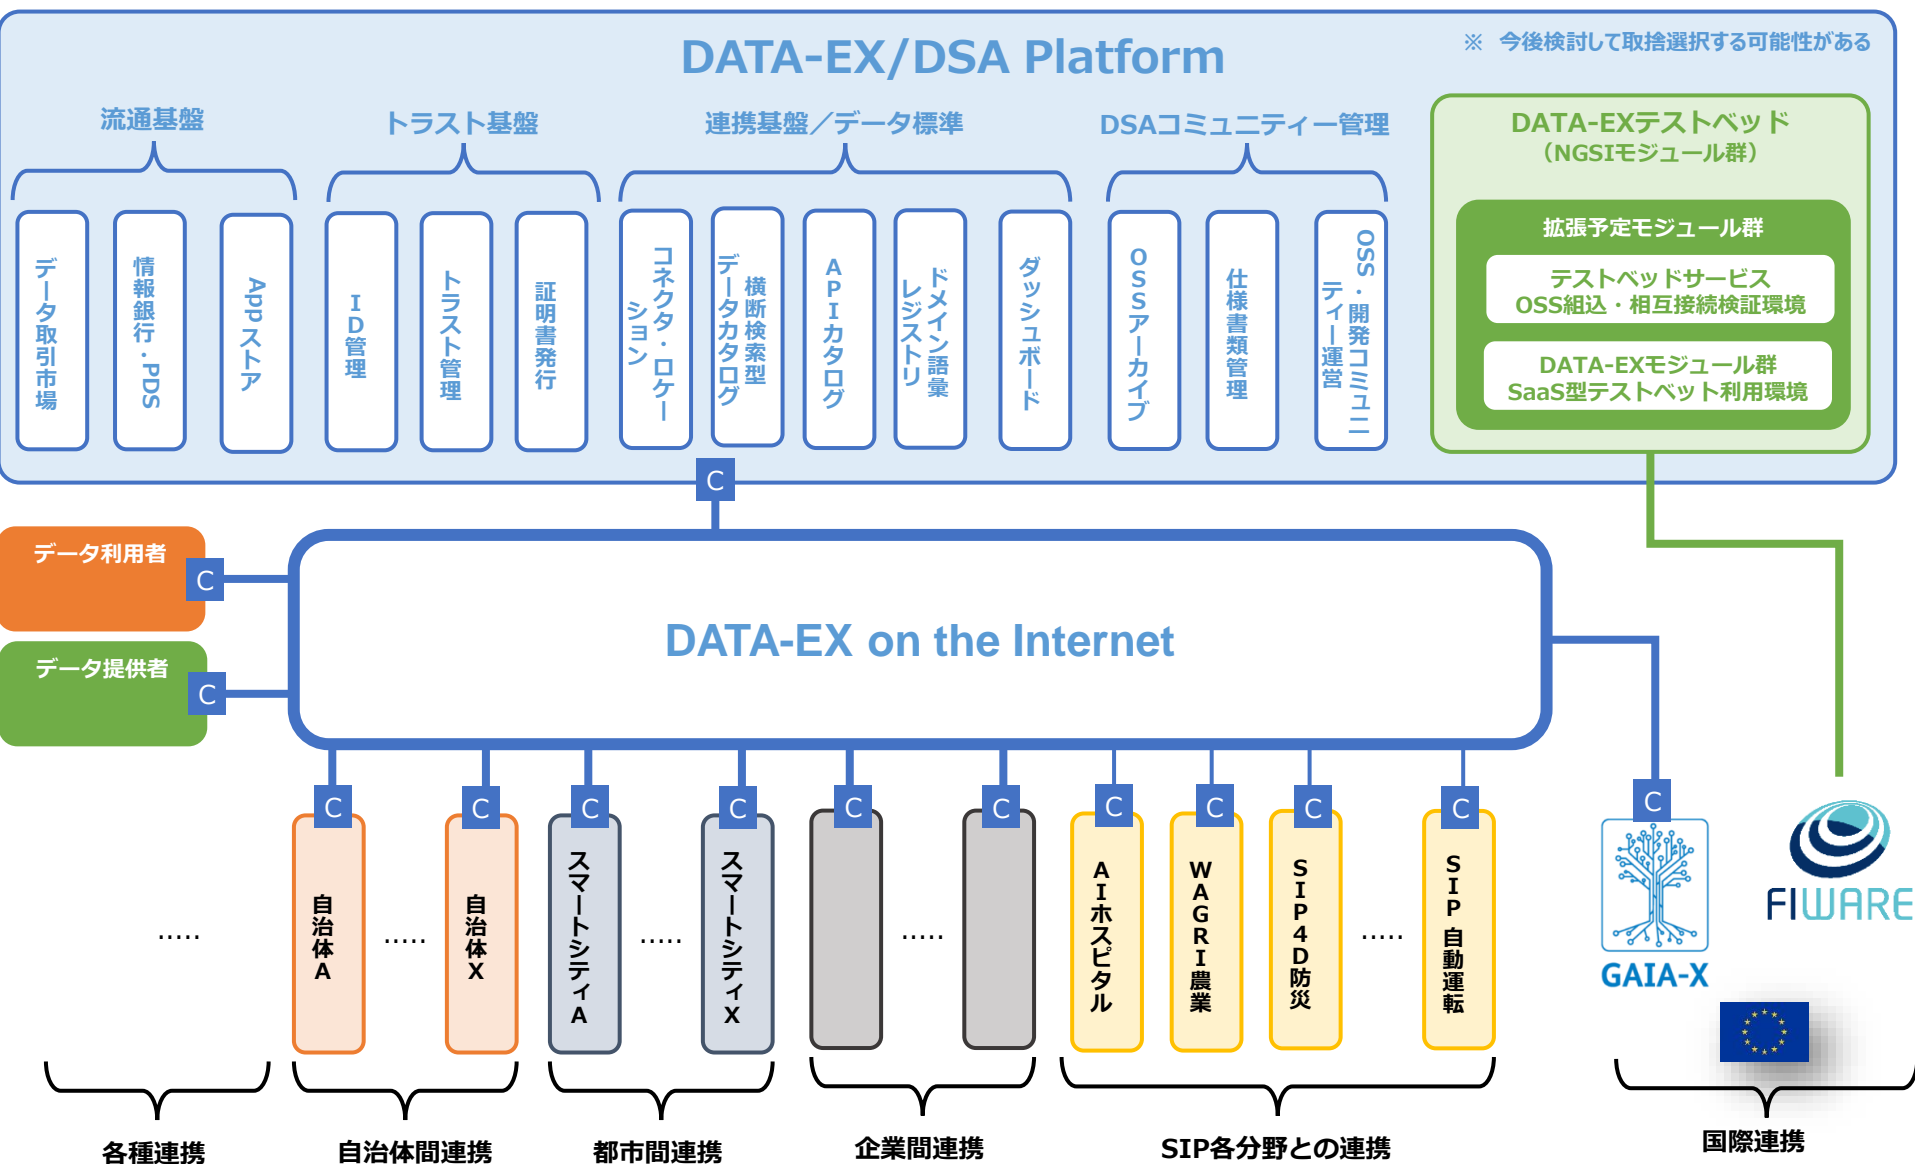 DATA-EX/DSA Platform
※ 今後検討して取捨選択する可能性がある
流通基盤
トラスト基盤
連携基盤／データ標準
DSAコミュニティー管理
データ取引市場
情報銀行．PDS
Appストア
ID管理
トラスト管理
証明書発行
コネクタ・ロケー
ション
横断検索型
データカタログ
APIカタログ
ドメイン語彙
レジストリ
ダッシュボード
OSSアーカイブ
仕様書類管理
OSS・開発コミュニ
ティー運営
DATA-EXテストベッド
（NGSIモジュール群）
拡張予定モジュール群
テストベッドサービス
OSS組込・相互接続検証環境
DATA-EXモジュール群
SaaS型テストベット利用環境
C
データ利用者
C
データ提供者
C
DATA-EX on the Internet
C
C
C
C
C
C
C
C
C
C
C
.....
自治体A
.....
自治体X
スマートシティA
.....
スマートシティX
.....
AIホスピタル
WAGRI農業
SIP4D防災
.....
SIP自動運転
GAIA-X
FIWARE
各種連携
自治体間連携
都市間連携
企業間連携
SIP各分野との連携
国際連携